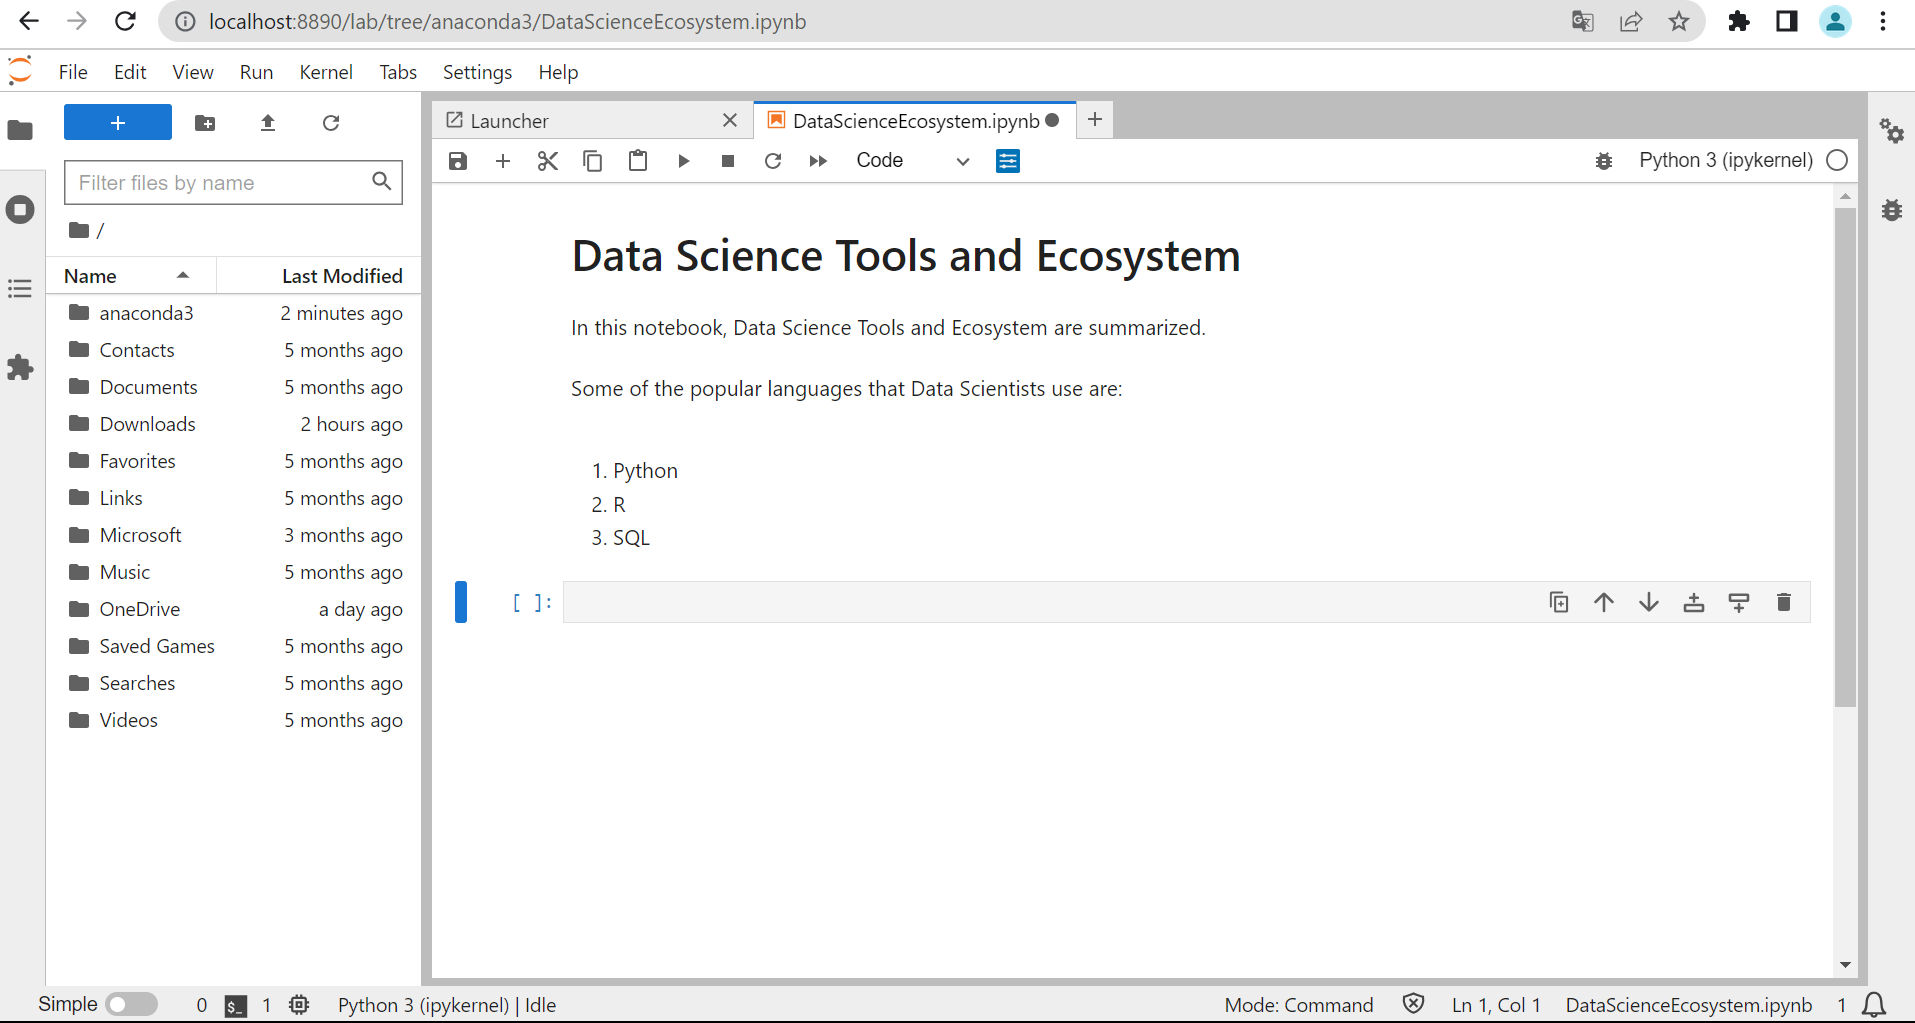 localhost:8890/lab/tree/anaconda3/DataScienceEcosystem.ipynb
File Edit View Run Kernel Tabs Settings Help
+
Filter files by name
/
Name Last Modified
anaconda3 2 minutes ago
Contacts 5 months ago
Documents 5 months ago
Downloads 2 hours ago
Favorites 5 months ago
Links 5 months ago
Microsoft 3 months ago
Music 5 months ago
OneDrive a day ago
Saved Games 5 months ago
Searches 5 months ago
Videos 5 months ago
Launcher DataScienceEcosystem.ipynb
Code Python 3 (ipykernel)
Data Science Tools and Ecosystem
In this notebook, Data Science Tools and Ecosystem are summarized.
Some of the popular languages that Data Scientists use are:
1. Python
2. R
3. SQL
[ ]:
Simple 0 $_ 1 Python 3 (ipykernel) | Idle Mode: Command Ln 1, Col 1 DataScienceEcosystem.ipynb 1